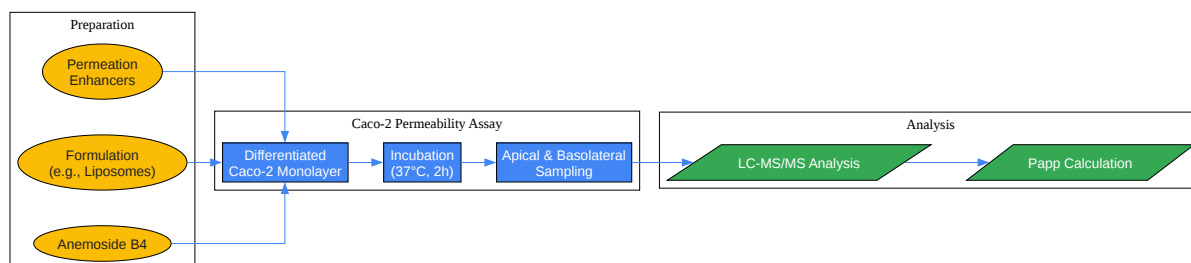 Preparation
Permeation
Enhancers
Formulation
(e.g., Liposomes)
Anemoside B4
Caco-2 Permeability Assay
Differentiated
Caco-2 Monolayer
Incubation
(37°C, 2h)
Apical & Basolateral
Sampling
Analysis
LC-MS/MS Analysis
Papp Calculation